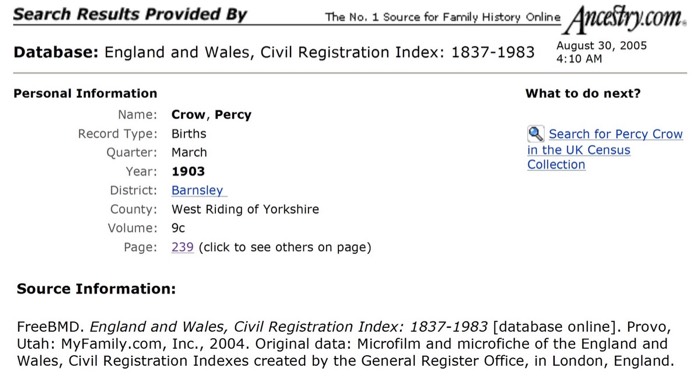 Search Results Provided By The No. 1 Source for Family History Online Ancestry.com.
Database: England and Wales, Civil Registration Index: 1837-1983 August 30, 2005
4:10 AM
Personal Information
Name: Crow, Percy
Record Type: Births
Quarter: March
Year: 1903
District: Barnsley
County: West Riding of Yorkshire
Volume: 9c
Page: 239 (click to see others on page)
What to do next?
Search for Percy Crow
in the UK Census
Collection
Source Information:
FreeBMD. England and Wales, Civil Registration Index: 1837-1983 [database online]. Provo,
Utah: MyFamily.com, Inc., 2004. Original data: Microfilm and microfiche of the England and
Wales, Civil Registration Indexes created by the General Register Office, in London, England.